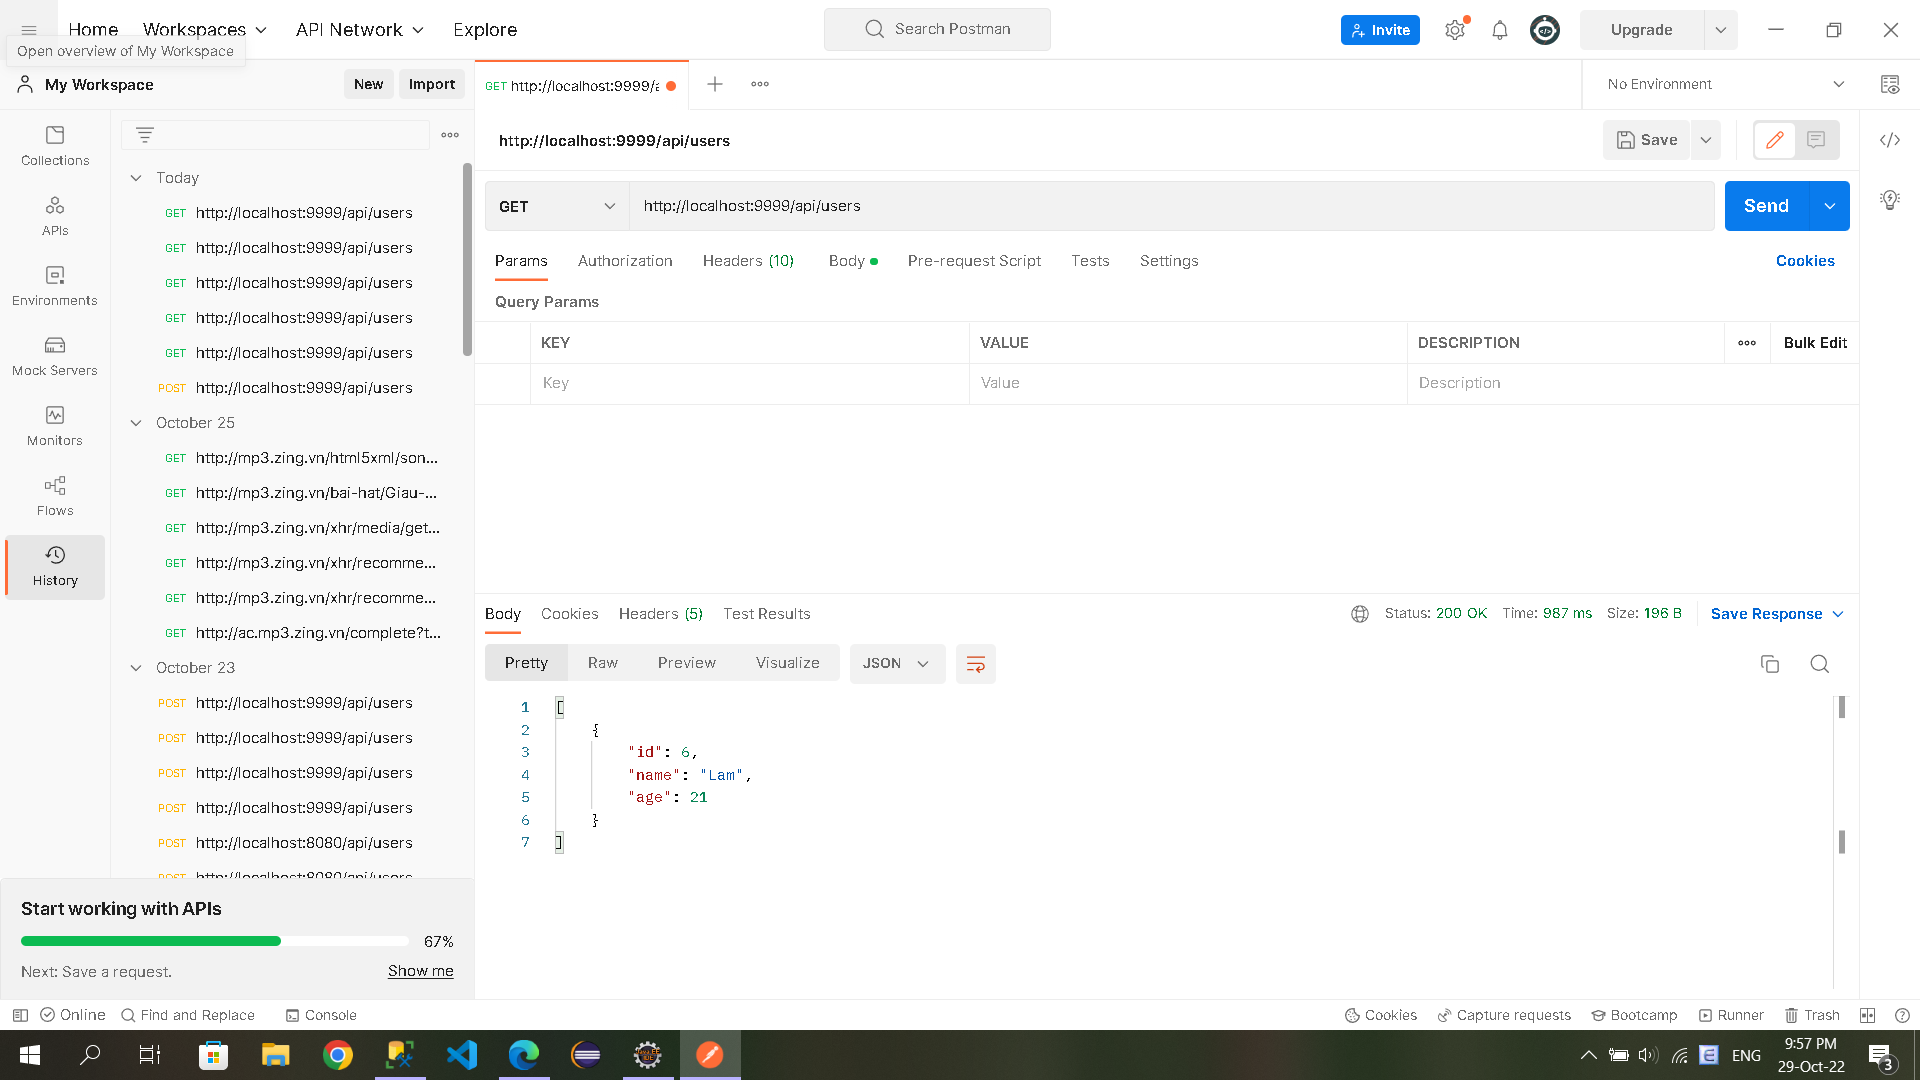 Home
Workspaces
API Network
Explore
Search Postman
Invite
Upgrade
Open overview of My Workspace
My Workspace
New
Import
GET http://localhost:9999/a
No Environment
Collections
APIs
Environments
Mock Servers
Monitors
Flows
History
Today
GET http://localhost:9999/api/users
GET http://localhost:9999/api/users
GET http://localhost:9999/api/users
GET http://localhost:9999/api/users
GET http://localhost:9999/api/users
POST http://localhost:9999/api/users
October 25
GET http://mp3.zing.vn/html5xml/son...
GET http://mp3.zing.vn/bai-hat/Giau-...
GET http://mp3.zing.vn/xhr/media/get...
GET http://mp3.zing.vn/xhr/recomme...
GET http://mp3.zing.vn/xhr/recomme...
GET http://ac.mp3.zing.vn/complete?t...
October 23
POST http://localhost:9999/api/users
POST http://localhost:9999/api/users
POST http://localhost:9999/api/users
POST http://localhost:9999/api/users
POST http://localhost:8080/api/users
POST http://localhost:8080/api/users
Start working with APIs
67%
Next: Save a request.
Show me
http://localhost:9999/api/users
Save
GET
http://localhost:9999/api/users
Send
Params
Authorization
Headers (10)
Body
Pre-request Script
Tests
Settings
Cookies
Query Params
KEY
VALUE
DESCRIPTION
Bulk Edit
Key
Value
Description
Body
Cookies
Headers (5)
Test Results
Status: 200 OK
Time: 987 ms
Size: 196 B
Save Response
Pretty
Raw
Preview
Visualize
JSON
1 [
2 {
3 "id": 6,
4 "name": "Lam",
5 "age": 21
6 }
7 ]
Online
Find and Replace
Console
Cookies
Capture requests
Bootcamp
Runner
Trash
ENG
9:57 PM
29-Oct-22
3